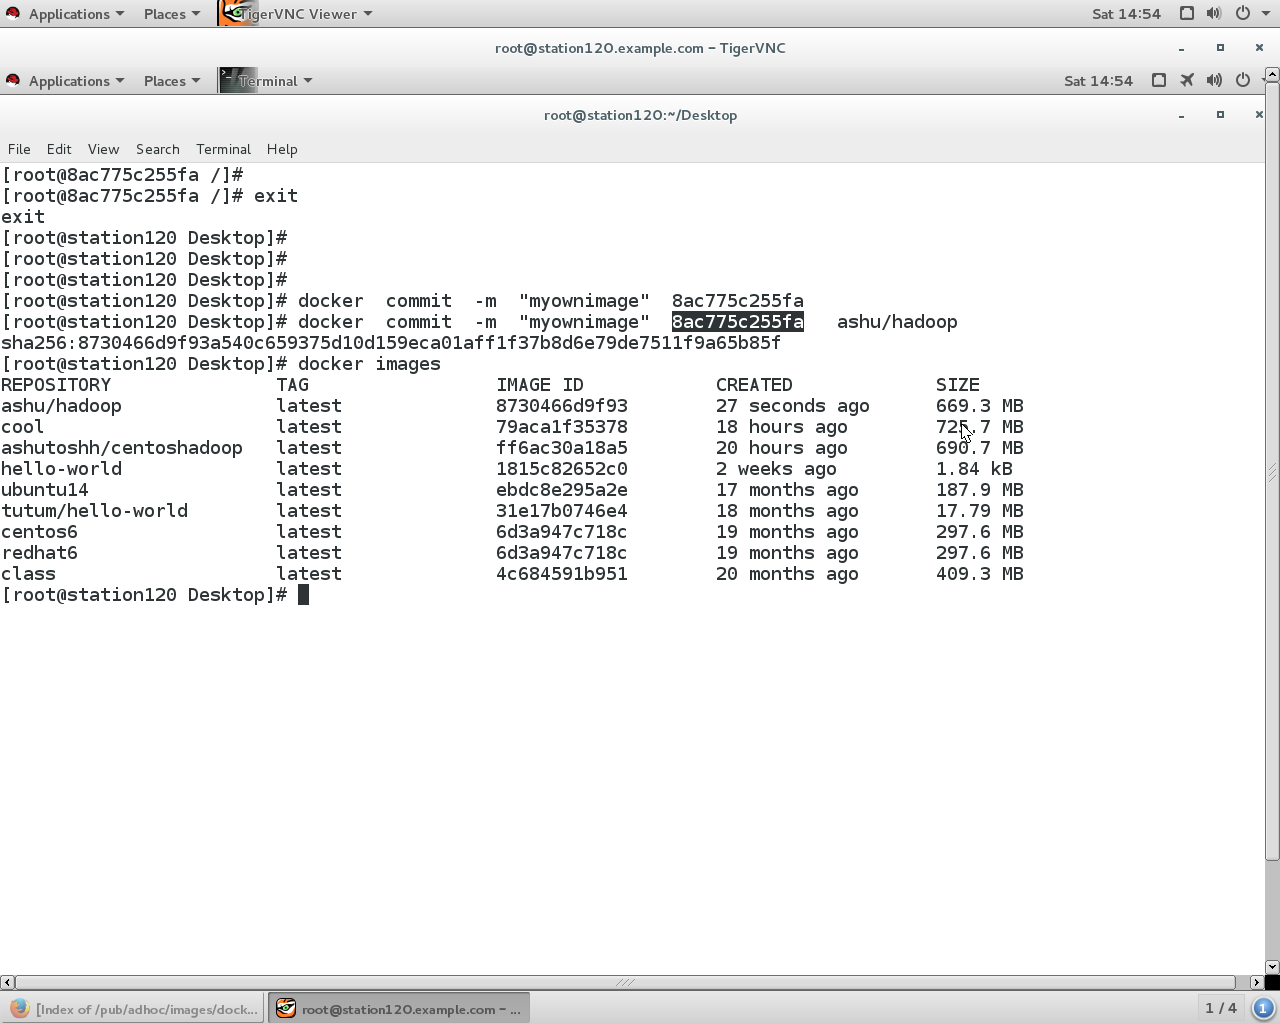 Applications Places TigerVNC Viewer Sat 14:54
root@station120.example.com - TigerVNC
Applications Places Terminal Sat 14:54
root@station120:~/Desktop
File Edit View Search Terminal Help
[root@8ac775c255fa /]#
[root@8ac775c255fa /]# exit
exit
[root@station120 Desktop]#
[root@station120 Desktop]#
[root@station120 Desktop]#
[root@station120 Desktop]# docker  commit  -m  "myownimage"  8ac775c255fa
[root@station120 Desktop]# docker  commit  -m  "myownimage"  8ac775c255fa   ashu/hadoop
sha256:8730466d9f93a540c659375d10d159eca01aff1f37b8d6e79de7511f9a65b85f
[root@station120 Desktop]# docker images
REPOSITORY TAG IMAGE ID CREATED SIZE
ashu/hadoop latest 8730466d9f93 27 seconds ago 669.3 MB
cool latest 79aca1f35378 18 hours ago MB
ashutoshh/centoshadoop latest ff6ac30a18a5 20 hours ago 690.7 MB
hello-world latest 1815c82652c0 2 weeks ago 1.84 kB
ubuntu14 latest ebdc8e295a2e 17 months ago 187.9 MB
tutum/hello-world latest 31e17b0746e4 18 months ago 17.79 MB
centos6 latest 6d3a947c718c 19 months ago 297.6 MB
redhat6 latest 6d3a947c718c 19 months ago 297.6 MB
class latest 4c684591b951 20 months ago 409.3 MB
[root@station120 Desktop]#
[Index of /pub/adhoc/images/dock... root@station120.example.com - ... 1 / 4 1